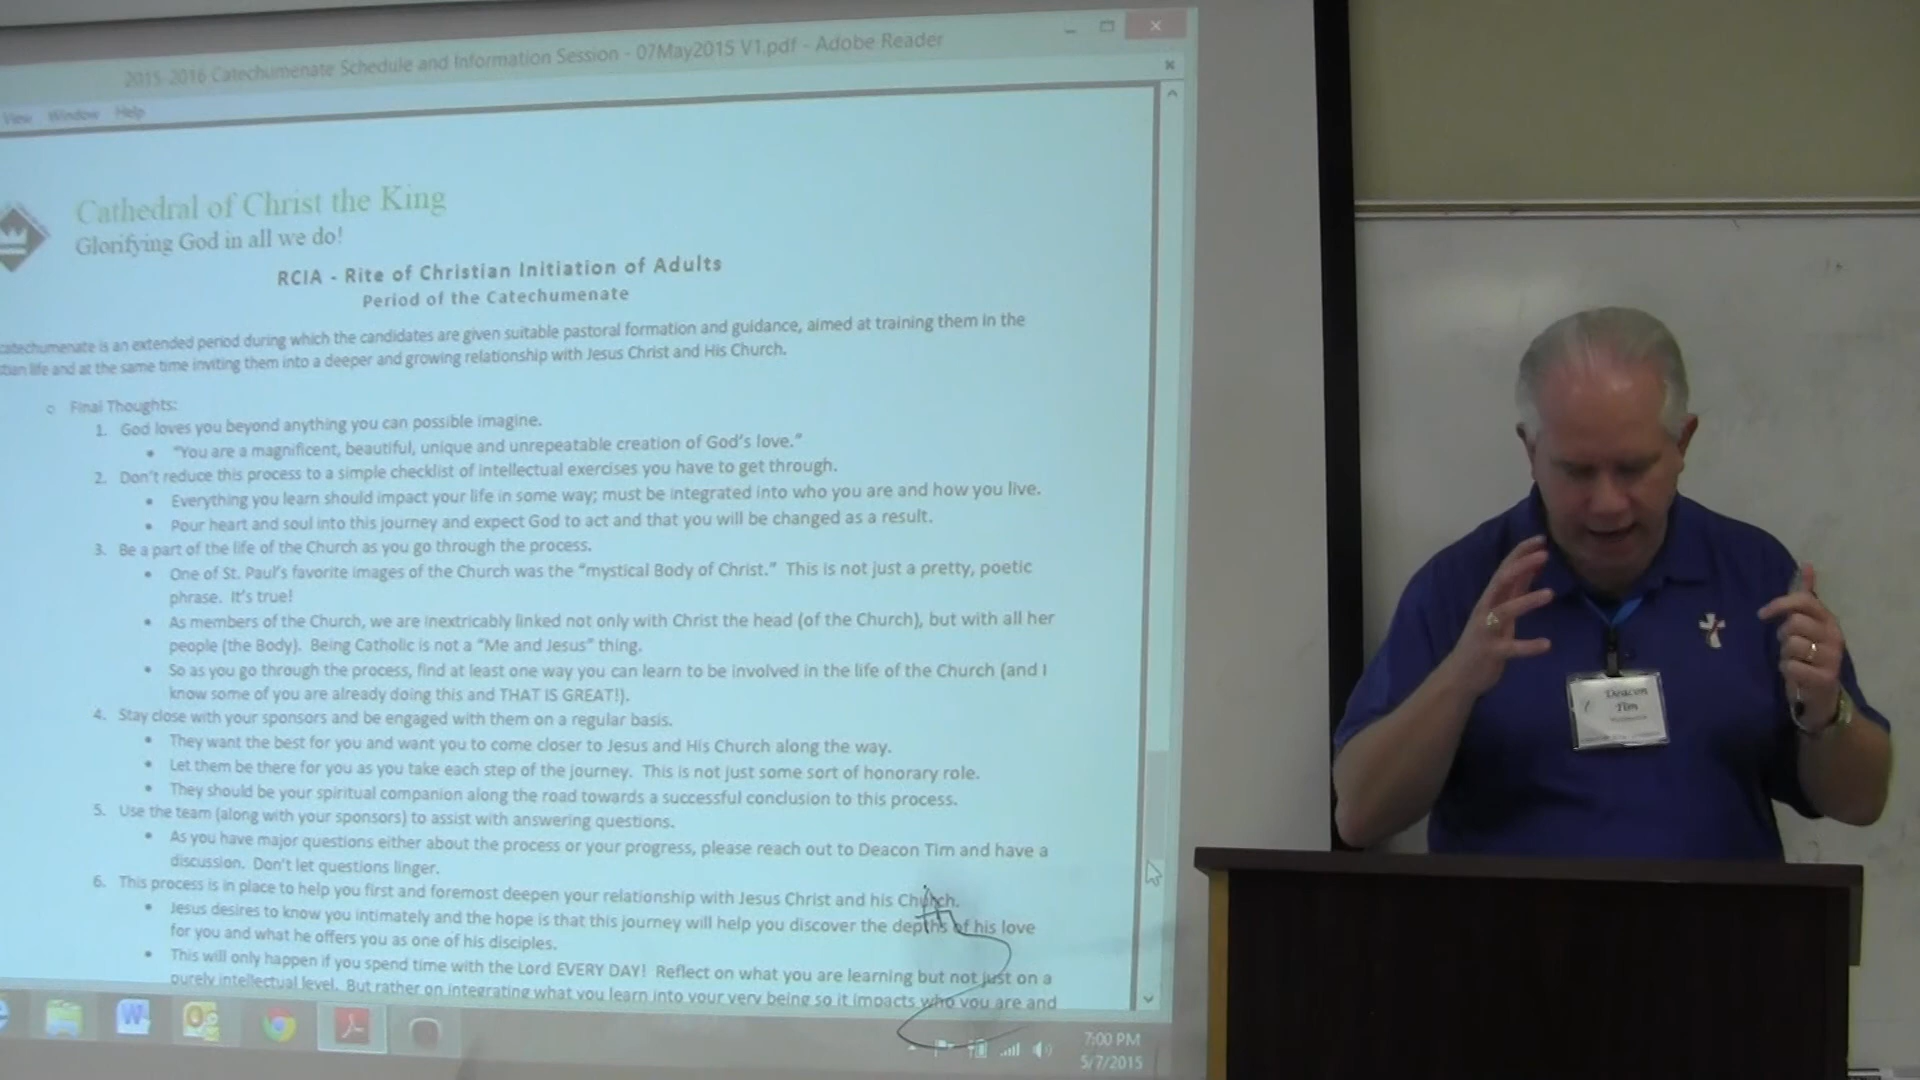 2015-2016 Catechumenate Schedule and Information Session - 07May2015 V1.pdf - Adobe Reader
View Window Help
Cathedral of Christ the King
Glorifying God in all we do!
RCIA - Rite of Christian Initiation of Adults
Period of the Catechumenate
catechumenate is an extended period during which the candidates are given suitable pastoral formation and guidance, aimed at training them in the
stian life and at the same time inviting them into a deeper and growing relationship with Jesus Christ and His Church.
o Final Thoughts:
1. God loves you beyond anything you can possible imagine.
• "You are a magnificent, beautiful, unique and unrepeatable creation of God's love."
2. Don't reduce this process to a simple checklist of intellectual exercises you have to get through.
• Everything you learn should impact your life in some way; must be integrated into who you are and how you live.
• Pour heart and soul into this journey and expect God to act and that you will be changed as a result.
3. Be a part of the life of the Church as you go through the process.
• One of St. Paul's favorite images of the Church was the "mystical Body of Christ." This is not just a pretty, poetic
phrase. It's true!
• As members of the Church, we are inextricably linked not only with Christ the head (of the Church), but with all her
people (the Body). Being Catholic is not a "Me and Jesus" thing.
• So as you go through the process, find at least one way you can learn to be involved in the life of the Church (and I
know some of you are already doing this and THAT IS GREAT!).
4. Stay close with your sponsors and be engaged with them on a regular basis.
• They want the best for you and want you to come closer to Jesus and His Church along the way.
• Let them be there for you as you take each step of the journey. This is not just some sort of honorary role.
• They should be your spiritual companion along the road towards a successful conclusion to this process.
5. Use the team (along with your sponsors) to assist with answering questions.
• As you have major questions either about the process or your progress, please reach out to Deacon Tim and have a
discussion. Don't let questions linger.
6. This process is in place to help you first and foremost deepen your relationship with Jesus Christ and his Church.
• Jesus desires to know you intimately and the hope is that this journey will help you discover the depths of his love
for you and what he offers you as one of his disciples.
• This will only happen if you spend time with the Lord EVERY DAY! Reflect on what you are learning but not just on a
purely intellectual level. But rather on integrating what you learn into your very being so it impacts who you are and
7:00 PM
5/7/2015
Deacon
Tim